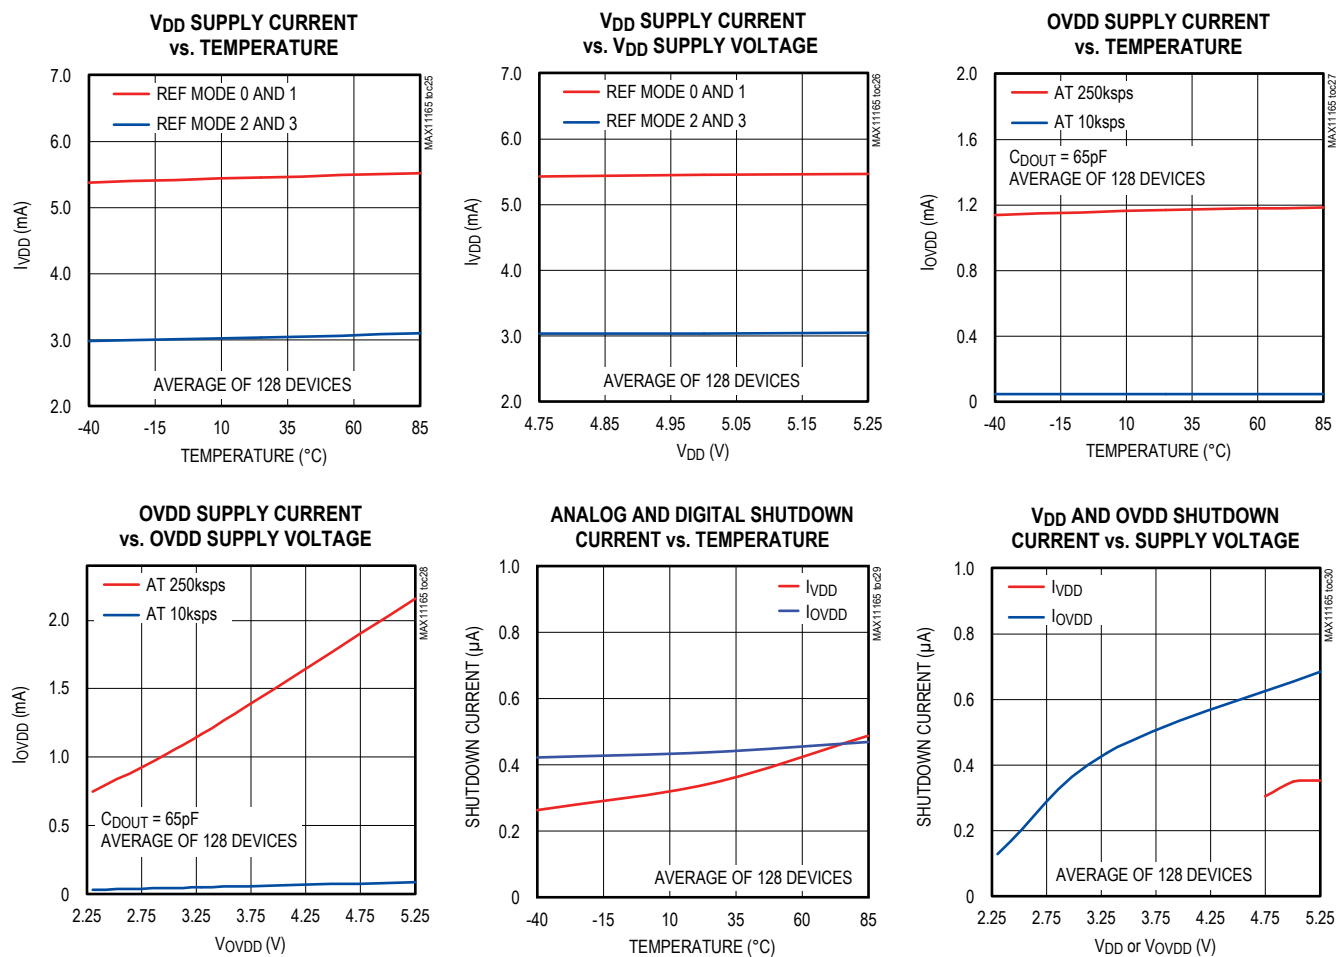 VDD SUPPLY CURRENT
vs. TEMPERATURE
MAX11165 toc25
7.0
6.0
5.0
4.0
3.0
2.0
IVDD (mA)
REF MODE 0 AND 1
REF MODE 2 AND 3
AVERAGE OF 128 DEVICES
-40 -15 10 35 60 85
TEMPERATURE (°C)
VDD SUPPLY CURRENT
vs. VDD SUPPLY VOLTAGE
MAX11165 toc26
7.0
6.0
5.0
4.0
3.0
2.0
IVDD (mA)
REF MODE 0 AND 1
REF MODE 2 AND 3
AVERAGE OF 128 DEVICES
4.75 4.85 4.95 5.05 5.15 5.25
VDD (V)
OVDD SUPPLY CURRENT
vs. TEMPERATURE
MAX11165 toc27
2.0
1.6
1.2
0.8
0.4
0
IOVDD (mA)
AT 250ksps
AT 10ksps
CDOUT = 65pF
AVERAGE OF 128 DEVICES
-40 -15 10 35 60 85
TEMPERATURE (°C)
OVDD SUPPLY CURRENT
vs. OVDD SUPPLY VOLTAGE
MAX11165 toc28
2.0
1.5
1.0
0.5
0
IOVDD (mA)
AT 250ksps
AT 10ksps
CDOUT = 65pF
AVERAGE OF 128 DEVICES
2.25 2.75 3.25 3.75 4.25 4.75 5.25
VOVDD (V)
ANALOG AND DIGITAL SHUTDOWN
CURRENT vs. TEMPERATURE
MAX11165 toc29
1.0
0.8
0.6
0.4
0.2
0
SHUTDOWN CURRENT (µA)
IVDD
IOVDD
AVERAGE OF 128 DEVICES
-40 -15 10 35 60 85
TEMPERATURE (°C)
VDD AND OVDD SHUTDOWN
CURRENT vs. SUPPLY VOLTAGE
MAX11165 toc30
1.0
0.8
0.6
0.4
0.2
0
SHUTDOWN CURRENT (µA)
IVDD
IOVDD
AVERAGE OF 128 DEVICES
2.25 2.75 3.25 3.75 4.25 4.75 5.25
VDD or VOVDD (V)